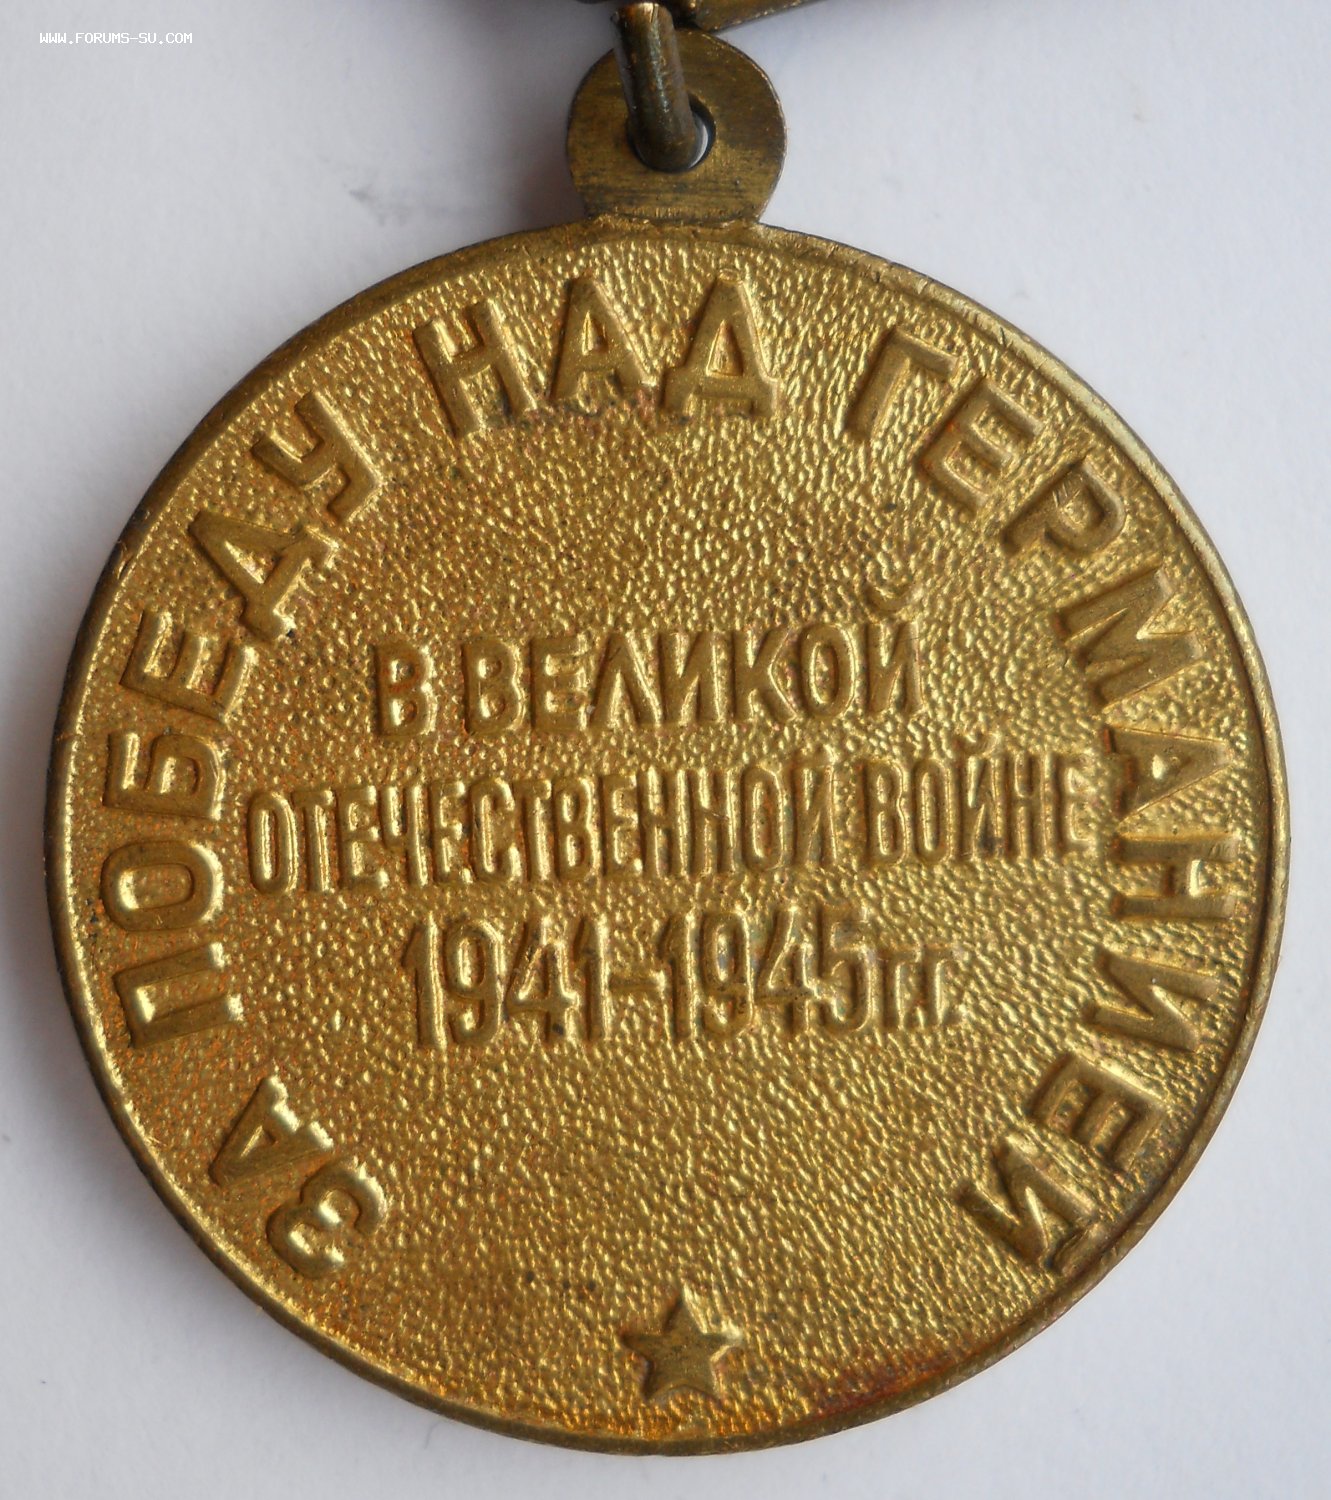 WWW.FORUMS-SU.COM
ЗА ПОБЕДУ НАД ГЕРМАНИЕЙ
В ВЕЛИКОЙ
ОТЕЧЕСТВЕННОЙ ВОЙНЕ
1941-1945гг.